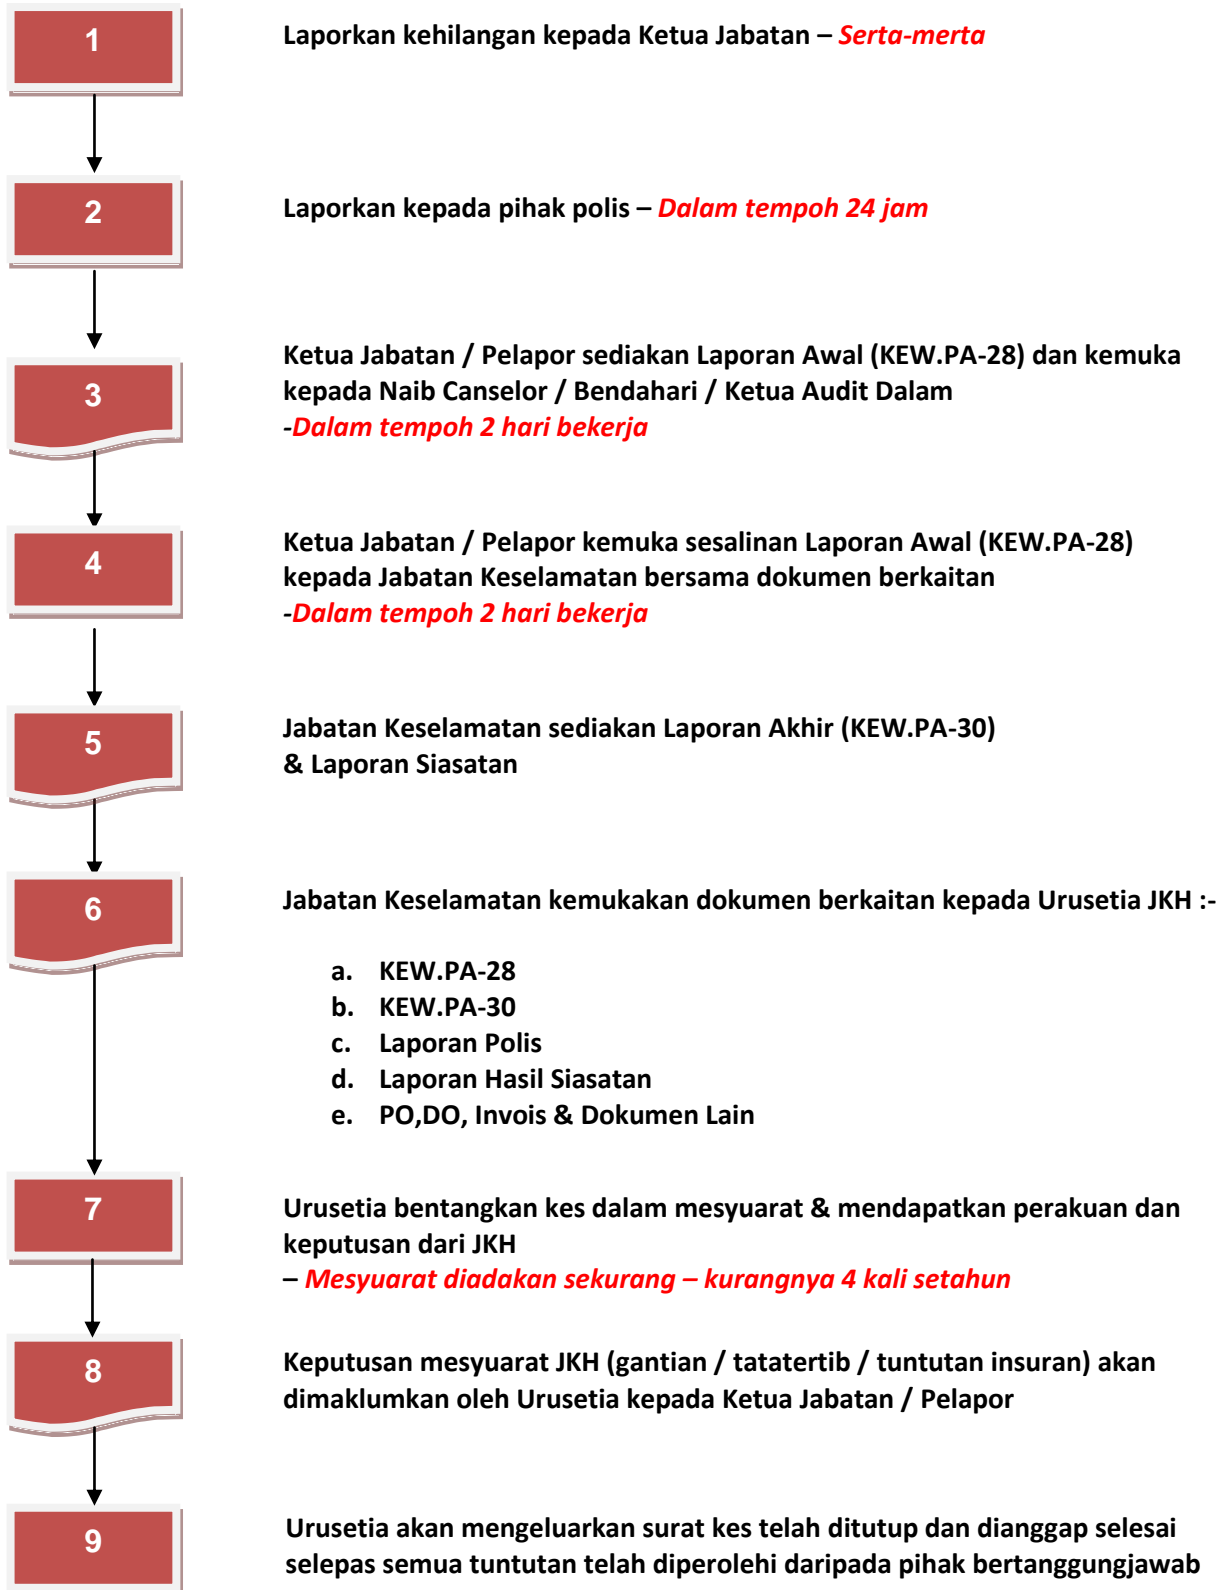 1
Laporkan kehilangan kepada Ketua Jabatan – Serta-merta
2
Laporkan kepada pihak polis – Dalam tempoh 24 jam
3
Ketua Jabatan / Pelapor sediakan Laporan Awal (KEW.PA-28) dan kemuka
kepada Naib Canselor / Bendahari / Ketua Audit Dalam
-Dalam tempoh 2 hari bekerja
4
Ketua Jabatan / Pelapor kemuka sesalinan Laporan Awal (KEW.PA-28)
kepada Jabatan Keselamatan bersama dokumen berkaitan
-Dalam tempoh 2 hari bekerja
5
Jabatan Keselamatan sediakan Laporan Akhir (KEW.PA-30)
& Laporan Siasatan
6
Jabatan Keselamatan kemukakan dokumen berkaitan kepada Urusetia JKH :-
a. KEW.PA-28
b. KEW.PA-30
c. Laporan Polis
d. Laporan Hasil Siasatan
e. PO,DO, Invois & Dokumen Lain
7
Urusetia bentangkan kes dalam mesyuarat & mendapatkan perakuan dan
keputusan dari JKH
– Mesyuarat diadakan sekurang – kurangnya 4 kali setahun
8
Keputusan mesyuarat JKH (gantian / tatatertib / tuntutan insuran) akan
dimaklumkan oleh Urusetia kepada Ketua Jabatan / Pelapor
9
Urusetia akan mengeluarkan surat kes telah ditutup dan dianggap selesai
selepas semua tuntutan telah diperolehi daripada pihak bertanggungjawab